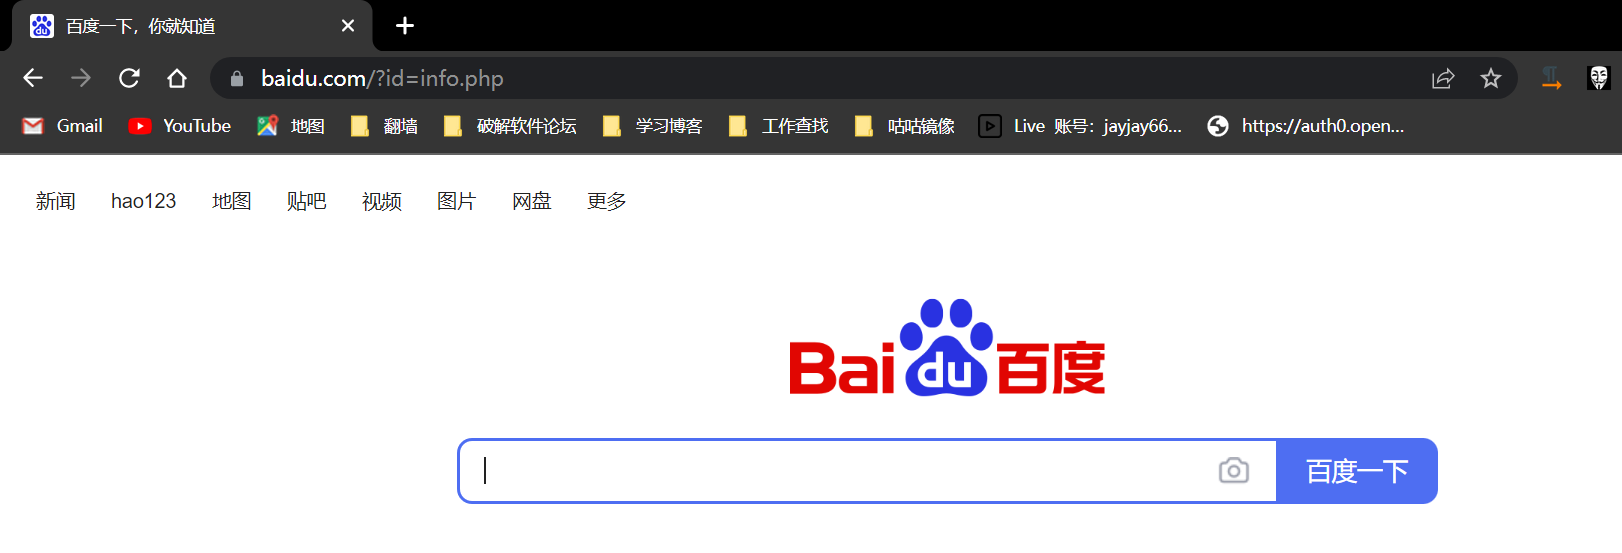 百度一下，你就知道
baidu.com/?id=info.php
Gmail YouTube 地图 翻墙 破解软件论坛 学习博客 工作查找 咕咕镜像 Live 账号：jayjay66... https://auth0.open...
新闻 hao123 地图 贴吧 视频 图片 网盘 更多
Bai du 百度
百度一下